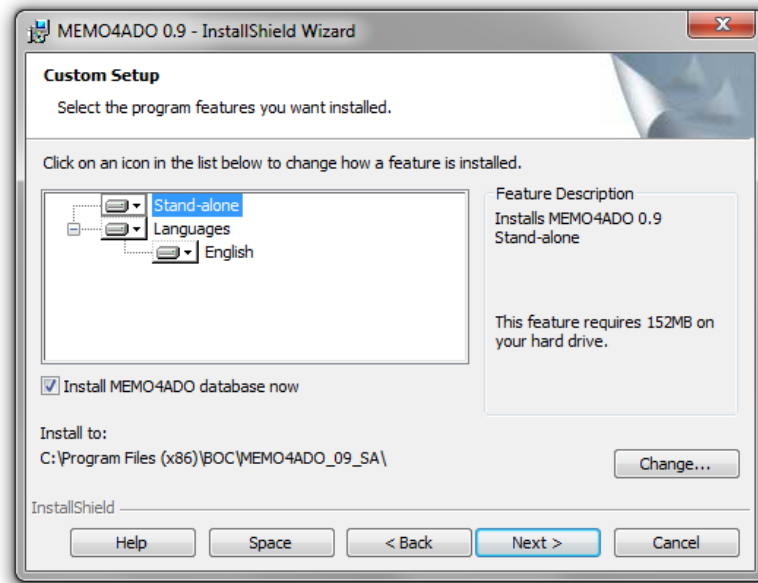 MEMO4ADO 0.9 - InstallShield Wizard
Custom Setup
Select the program features you want installed.
Click on an icon in the list below to change how a feature is installed.
Stand-alone
Languages
English
Feature Description
Installs MEMO4ADO 0.9
Stand-alone
This feature requires 152MB on
your hard drive.
Install MEMO4ADO database now
Install to:
C:\Program Files (x86)\BOC\MEMO4ADO_09_SA\
Change...
InstallShield
Help
Space
< Back
Next >
Cancel